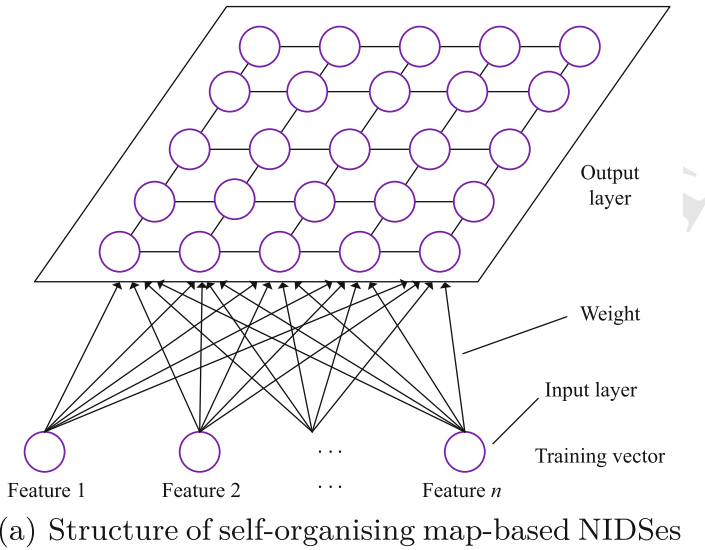 Output
layer
Weight
Input layer
Training vector
. . .
Feature 1 Feature 2 . . . Feature n
(a) Structure of self-organising map-based NIDSes